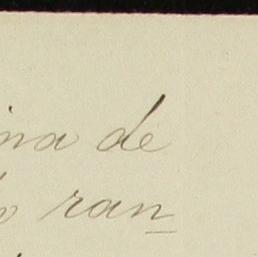 ina de
o ran